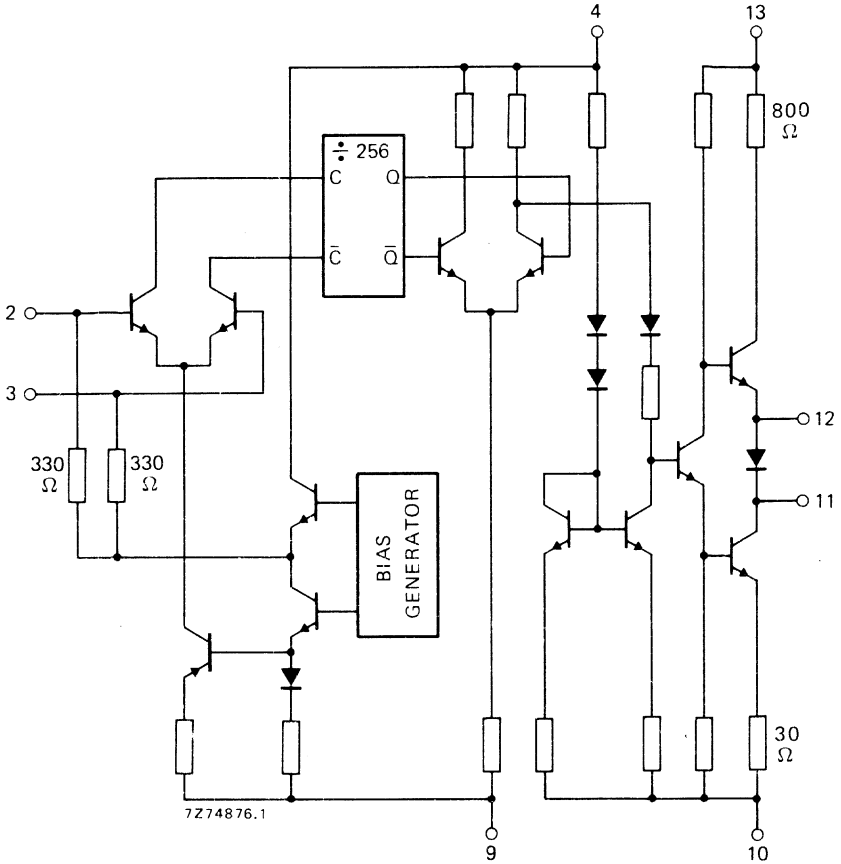 4
13
800
Ω
÷ 256
C
Q
C̅
Q̅
2
3
330
Ω
330
Ω
BIAS
GENERATOR
12
11
30
Ω
7Z74876.1
9
10